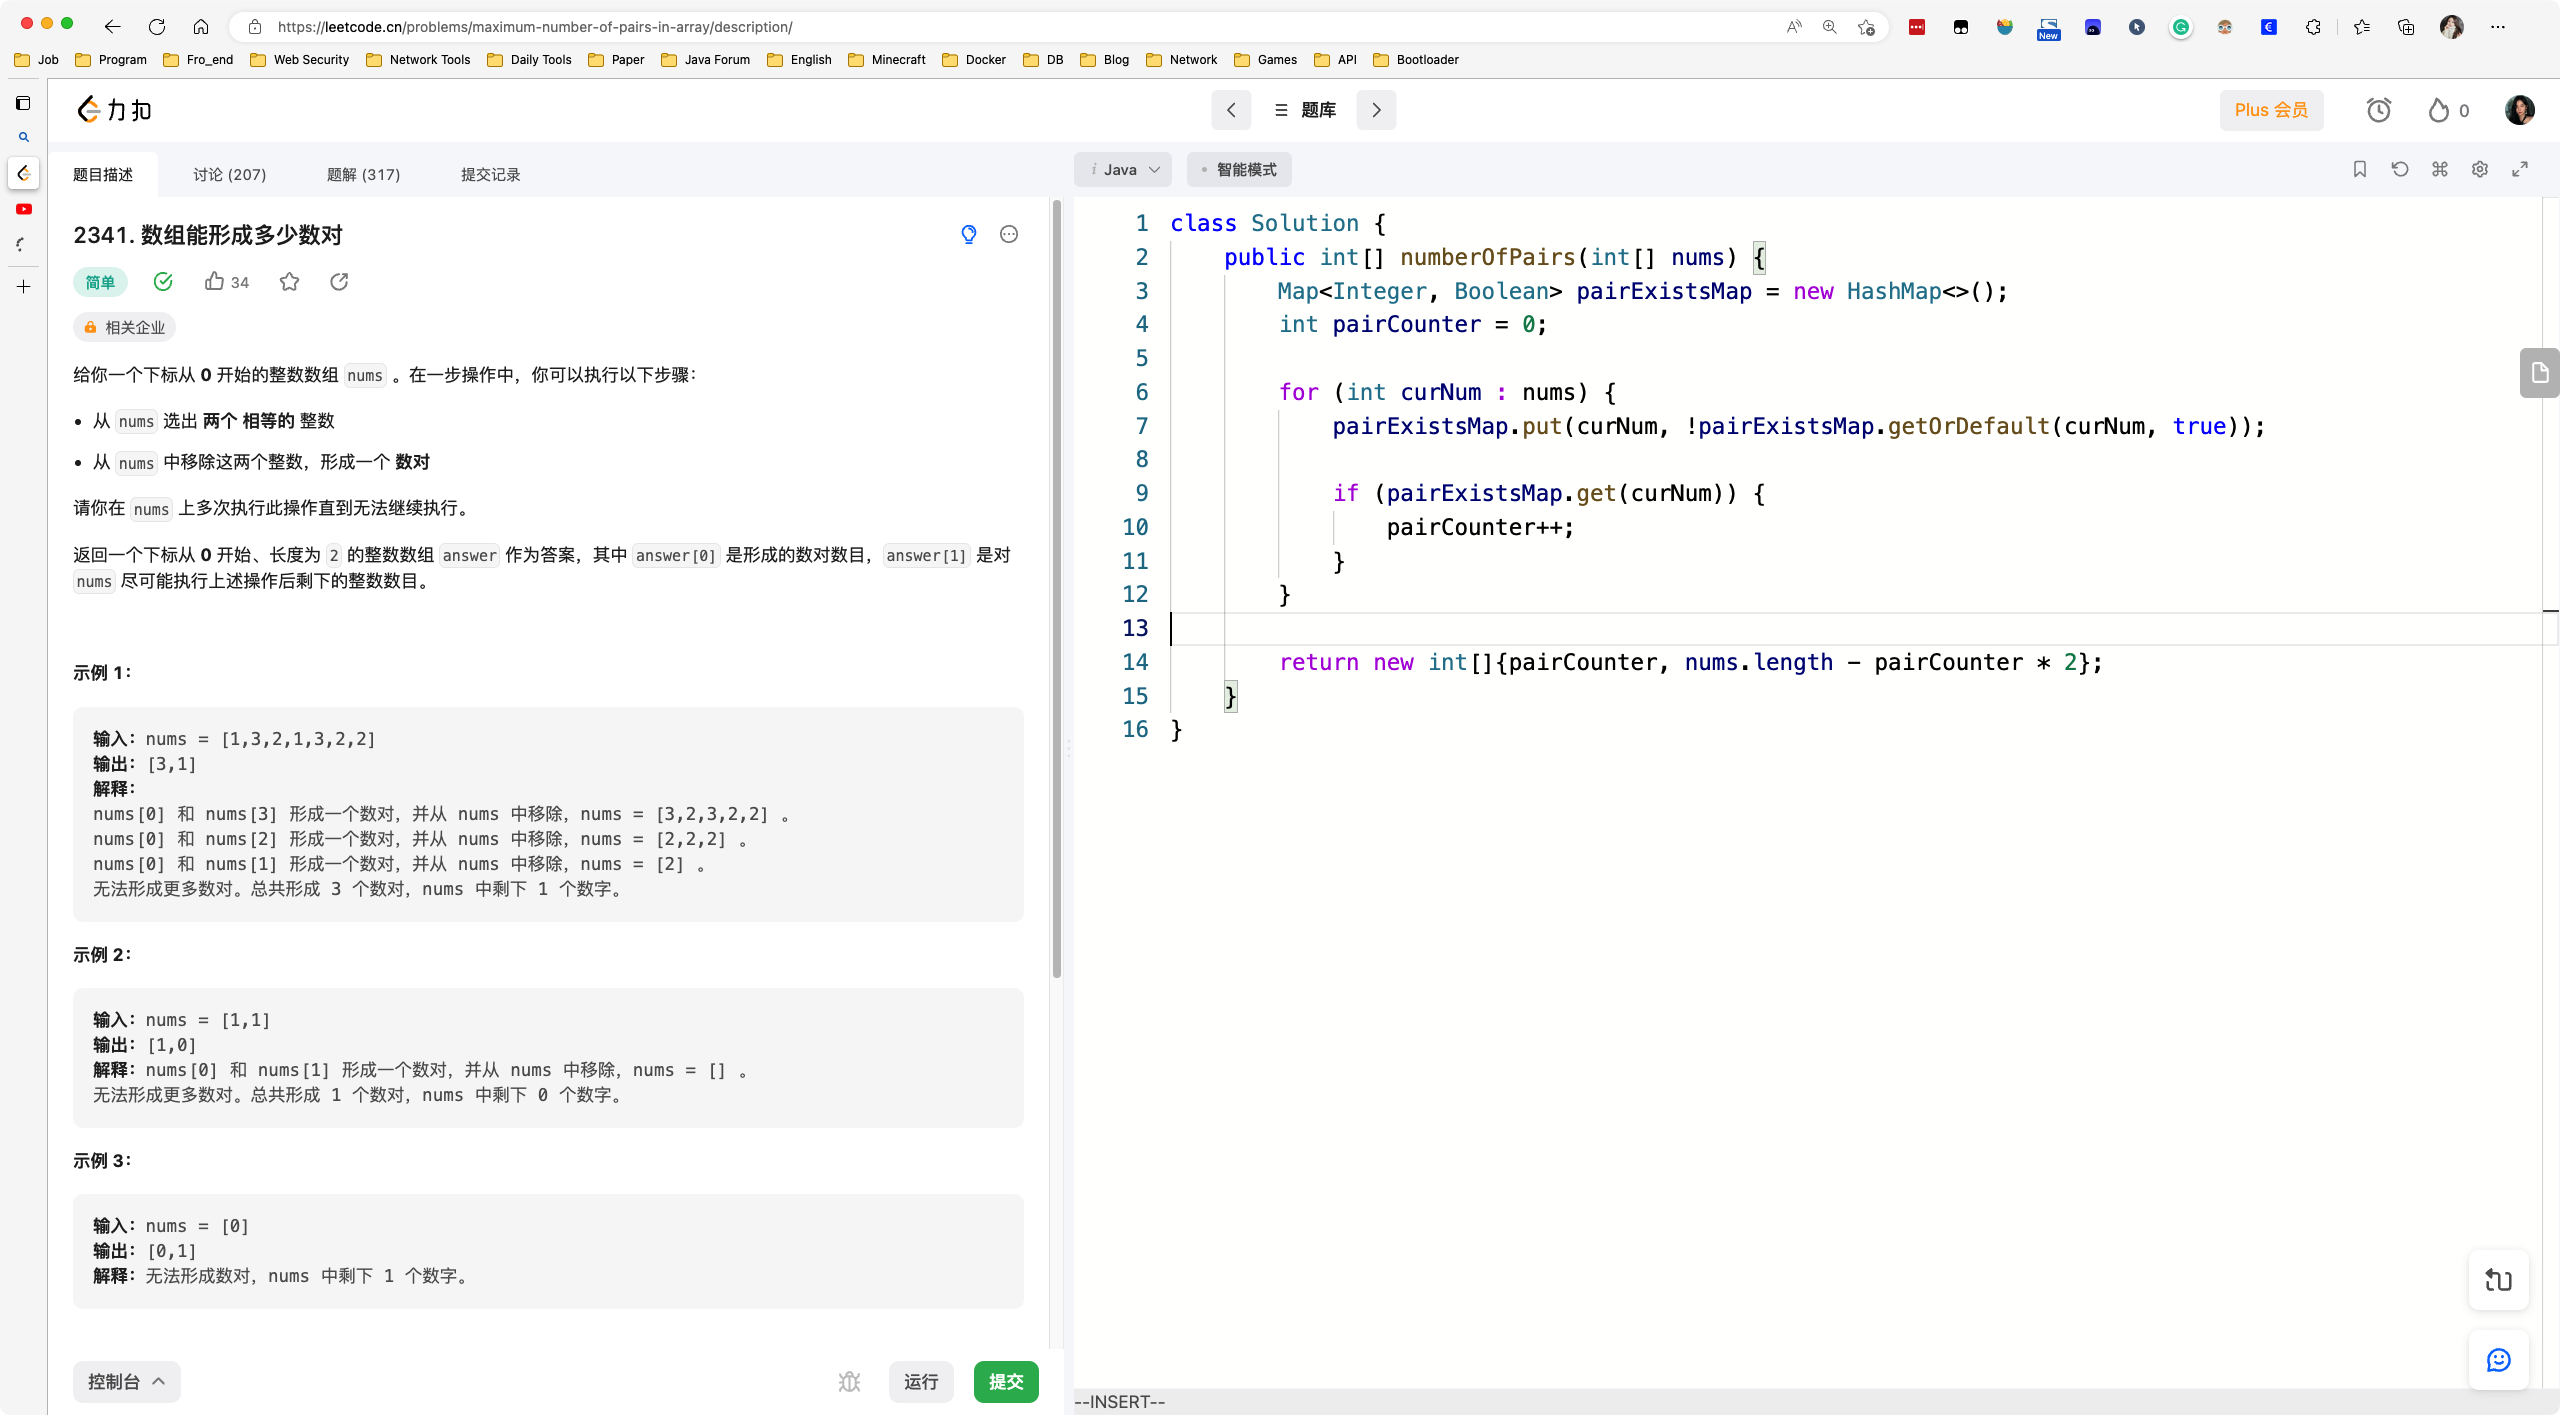 https://leetcode.cn/problems/maximum-number-of-pairs-in-array/description/
New
Job Program Fro_end Web Security Network Tools Daily Tools Paper Java Forum English Minecraft Docker DB Blog Network Games API Bootloader
力扣
题库
Plus 会员
0
题目描述 讨论 (207) 题解 (317) 提交记录
Java 智能模式
2341. 数组能形成多少数对
简单 34
相关企业
给你一个下标从 0 开始的整数数组 nums 。在一步操作中，你可以执行以下步骤：
从 nums 选出 两个 相等的 整数
从 nums 中移除这两个整数，形成一个 数对
请你在 nums 上多次执行此操作直到无法继续执行。
返回一个下标从 0 开始、长度为 2 的整数数组 answer 作为答案，其中 answer[0] 是形成的数对数目，answer[1] 是对
nums 尽可能执行上述操作后剩下的整数数目。
示例 1：
输入：nums = [1,3,2,1,3,2,2]
输出：[3,1]
解释：
nums[0] 和 nums[3] 形成一个数对，并从 nums 中移除，nums = [3,2,3,2,2] 。
nums[0] 和 nums[2] 形成一个数对，并从 nums 中移除，nums = [2,2,2] 。
nums[0] 和 nums[1] 形成一个数对，并从 nums 中移除，nums = [2] 。
无法形成更多数对。总共形成 3 个数对，nums 中剩下 1 个数字。
示例 2：
输入：nums = [1,1]
输出：[1,0]
解释：nums[0] 和 nums[1] 形成一个数对，并从 nums 中移除，nums = [] 。
无法形成更多数对。总共形成 1 个数对，nums 中剩下 0 个数字。
示例 3：
输入：nums = [0]
输出：[0,1]
解释：无法形成数对，nums 中剩下 1 个数字。
控制台 运行 提交
1 class Solution {
2 public int[] numberOfPairs(int[] nums) {
3 Map<Integer, Boolean> pairExistsMap = new HashMap<>();
4 int pairCounter = 0;
5
6 for (int curNum : nums) {
7 pairExistsMap.put(curNum, !pairExistsMap.getOrDefault(curNum, true));
8
9 if (pairExistsMap.get(curNum)) {
10 pairCounter++;
11 }
12 }
13
14 return new int[]{pairCounter, nums.length - pairCounter * 2};
15 }
16 }
--INSERT--